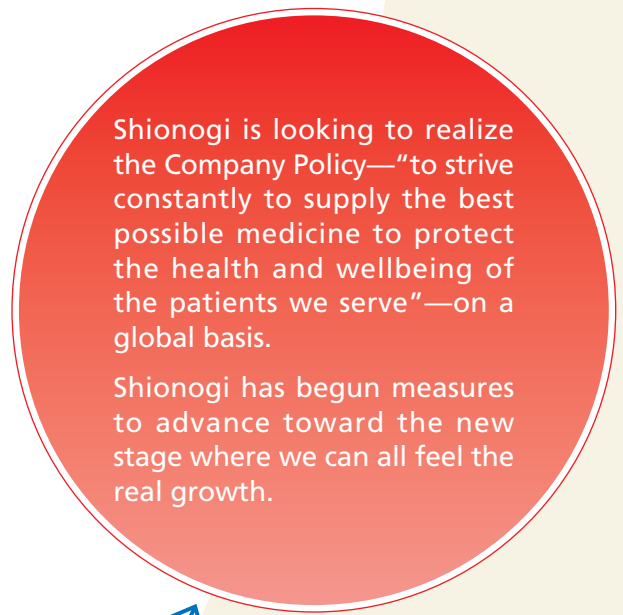 Shionogi is looking to realize
the Company Policy—“to strive
constantly to supply the best
possible medicine to protect
the health and wellbeing of
the patients we serve”—on a
global basis.
Shionogi has begun measures
to advance toward the new
stage where we can all feel the
real growth.